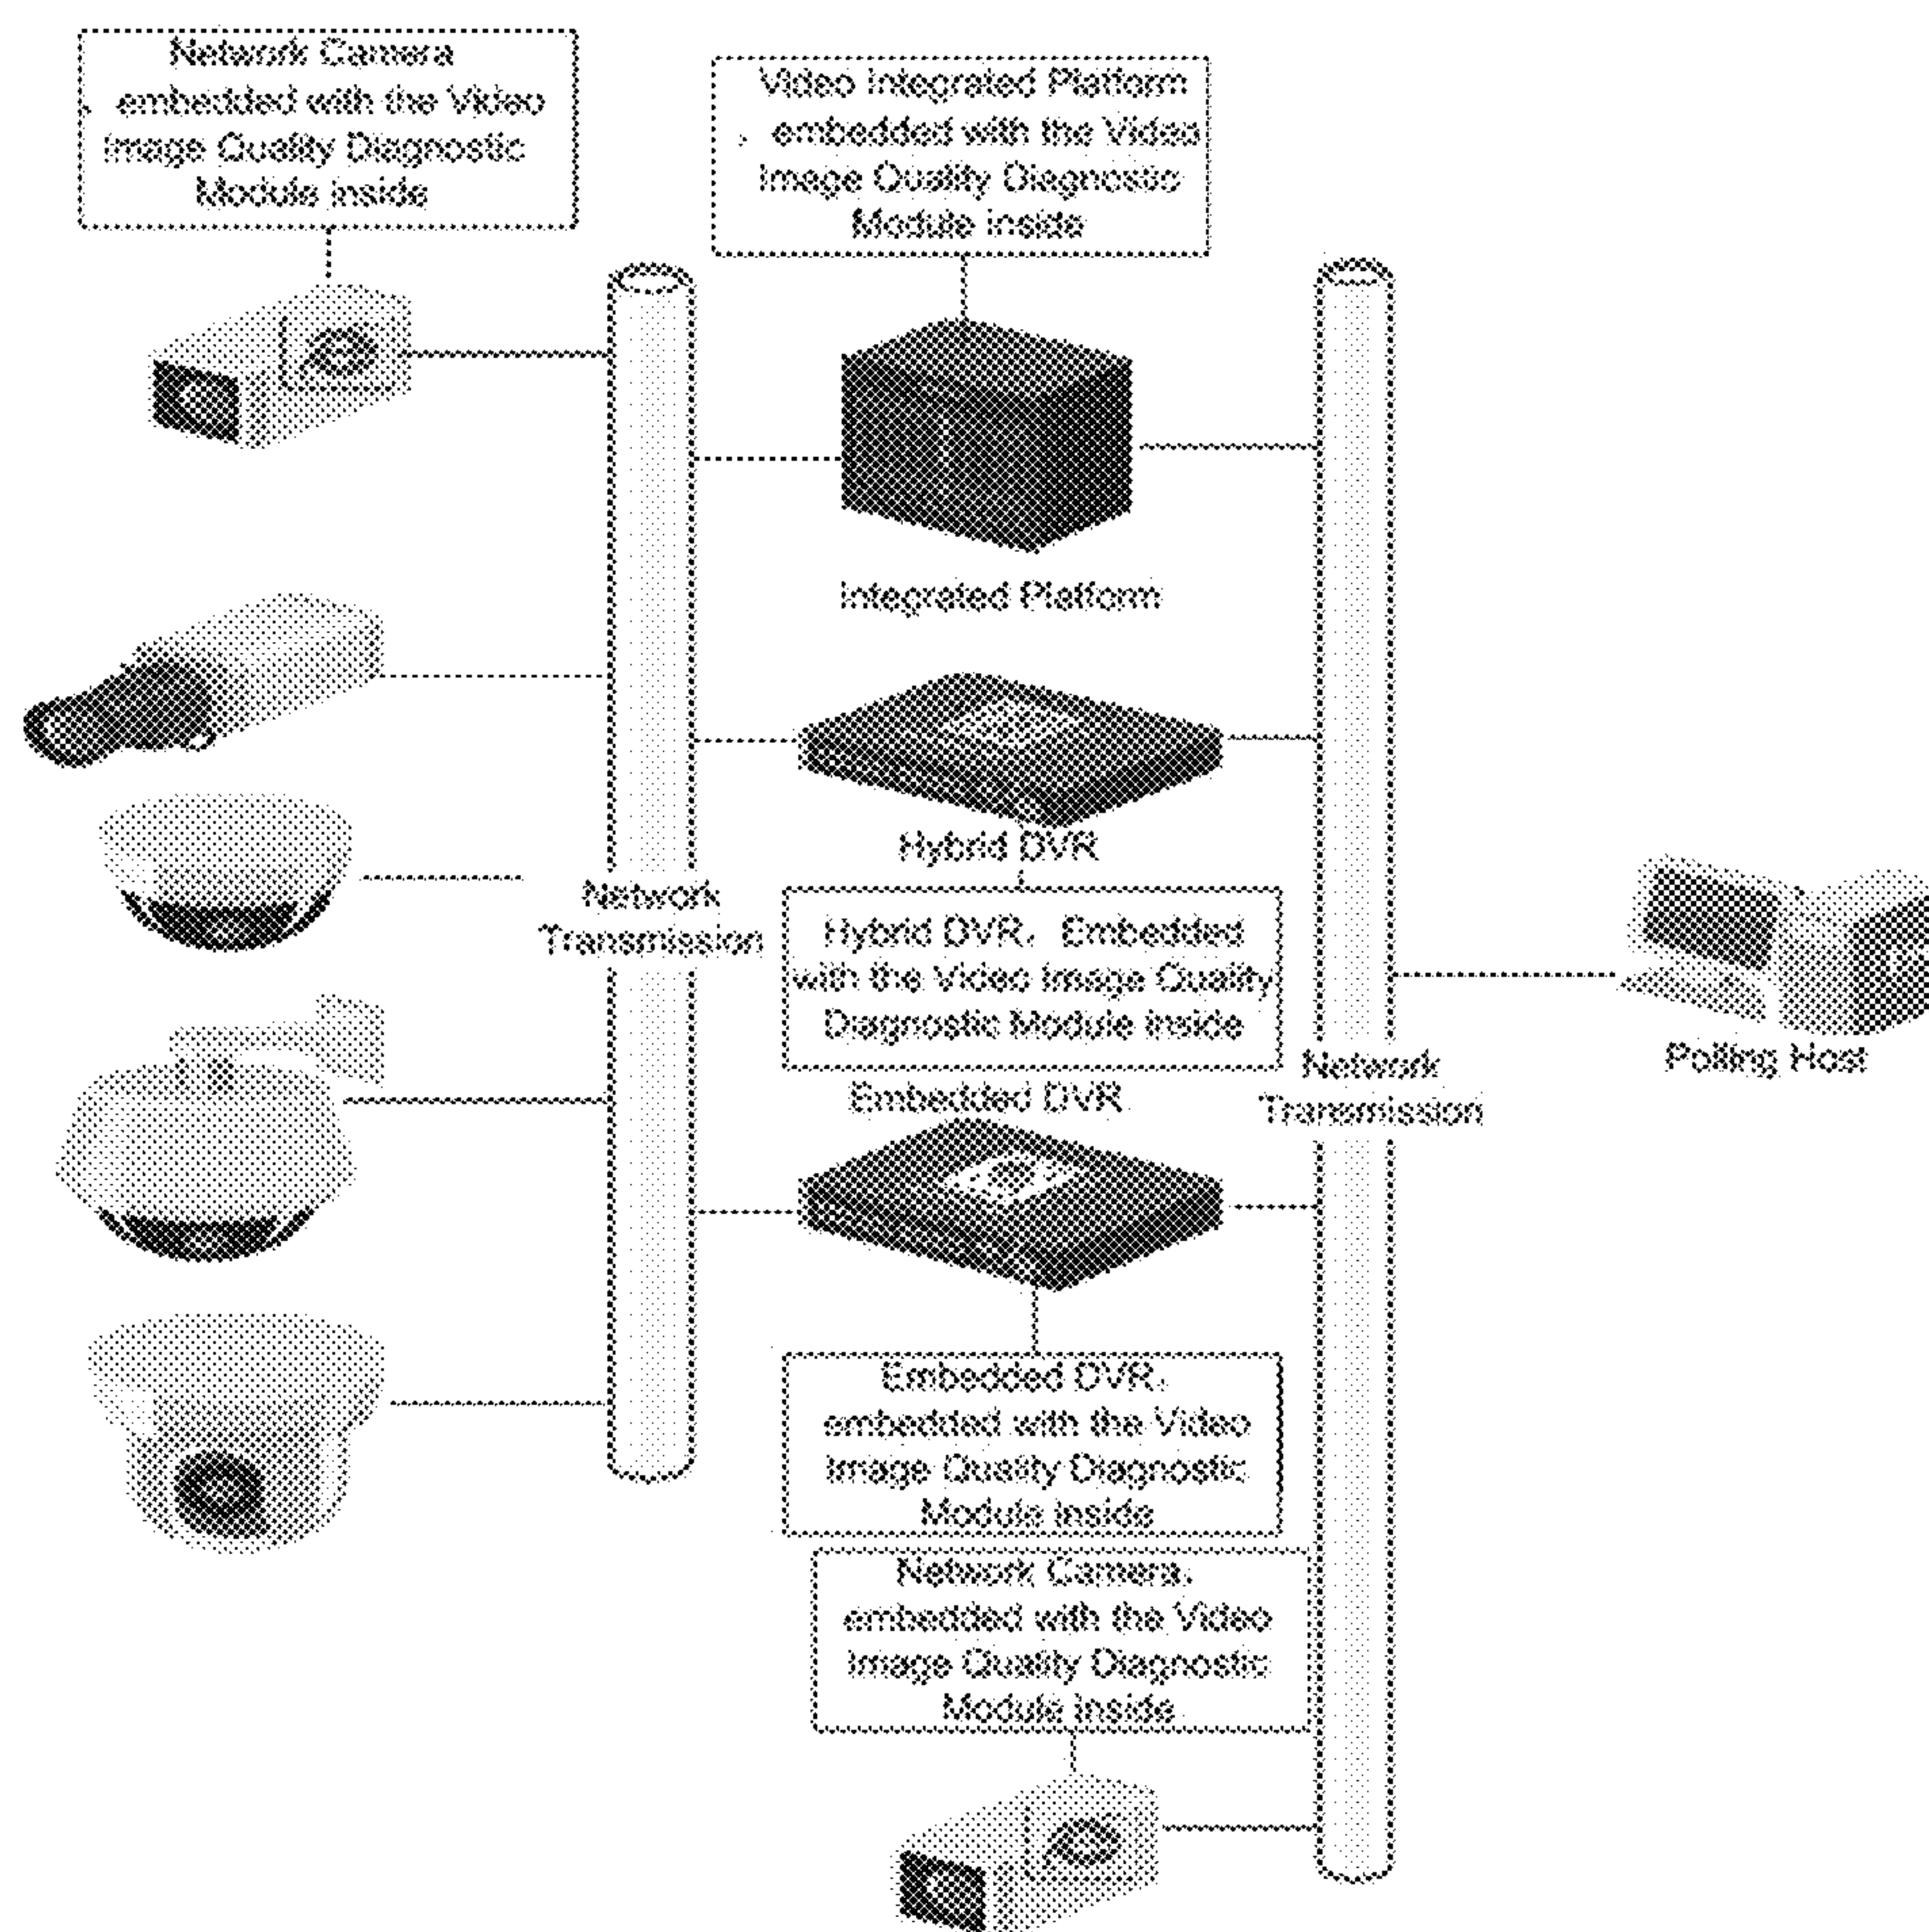 Network Camera
, embedded with the Video
Image Quality Diagnostic
Module inside
Video Integrated Platform
, embedded with the Video
Image Quality Diagnostic
Module inside
Integrated Platform
Hybrid DVR
Network
Transmission
Hybrid DVR, Embedded
with the Video Image Quality
Diagnostic Module inside
Embedded DVR
Network
Transmission
Polling Host
Embedded DVR,
embedded with the Video
Image Quality Diagnostic
Module inside
Network Camera,
embedded with the Video
Image Quality Diagnostic
Module inside